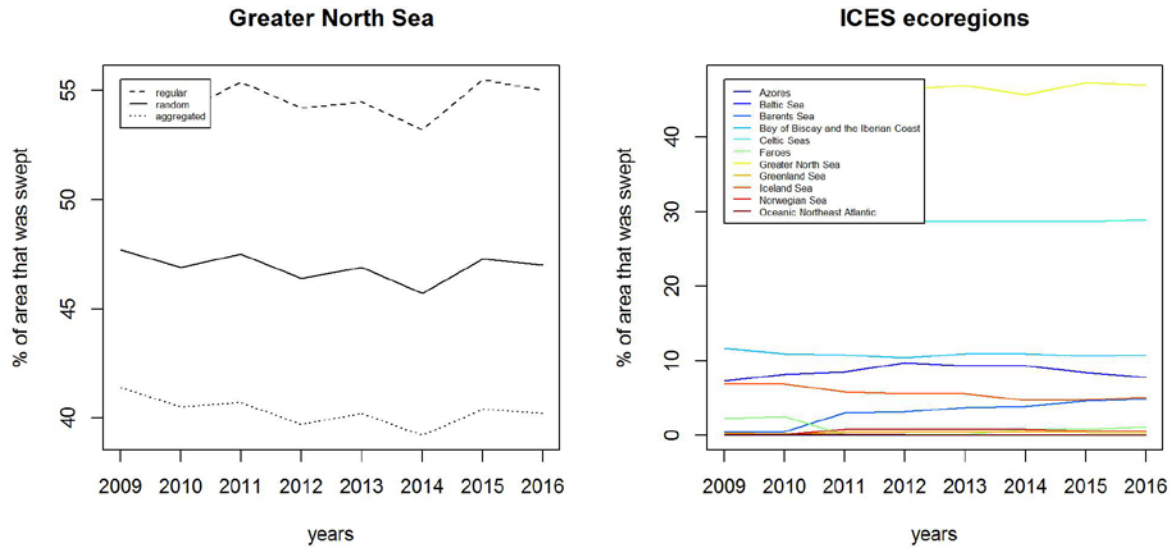 Greater North Sea
% of area that was swept
55
50
45
40
regular
random
aggregated
2009 2010 2011 2012 2013 2014 2015 2016
years
ICES ecoregions
% of area that was swept
40
30
20
10
0
Azores
Baltic Sea
Barents Sea
Bay of Biscay and the Iberian Coast
Celtic Seas
Faroes
Greater North Sea
Greenland Sea
Iceland Sea
Norwegian Sea
Oceanic Northeast Atlantic
2009 2010 2011 2012 2013 2014 2015 2016
years